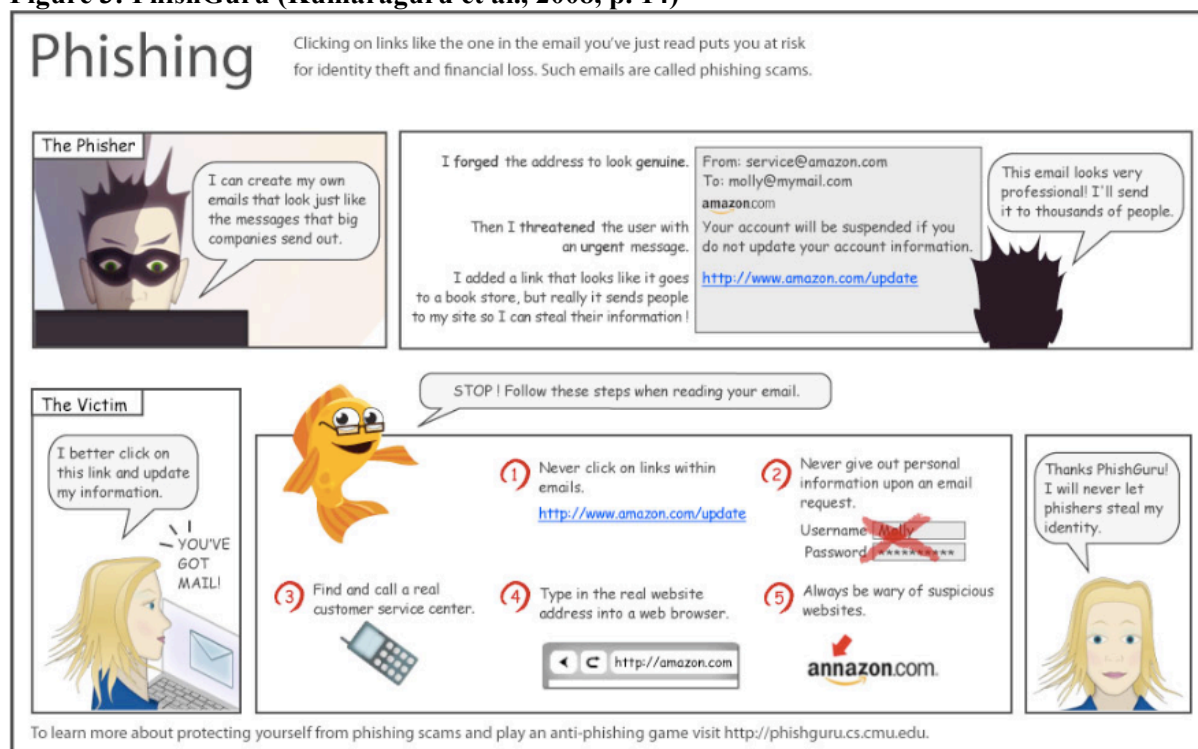 Figure 3: PhishGuru (Kumaraguru et al., 2008, p. 14)
Phishing
Clicking on links like the one in the email you've just read puts you at risk
for identity theft and financial loss. Such emails are called phishing scams.
The Phisher
I can create my own
emails that look just like
the messages that big
companies send out.
I forged the address to look genuine.
From: service@amazon.com
To: molly@mymail.com
amazon.com
Then I threatened the user with
an urgent message.
Your account will be suspended if you
do not update your account information.
I added a link that looks like it goes
to a book store, but really it sends people
to my site so I can steal their information !
http://www.amazon.com/update
This email looks very
professional! I'll send
it to thousands of people.
The Victim
I better click on
this link and update
my information.
YOU'VE
GOT
MAIL!
STOP ! Follow these steps when reading your email.
1
Never click on links within
emails.
http://www.amazon.com/update
2
Never give out personal
information upon an email
request.
Username Molly
Password **********
3
Find and call a real
customer service center.
4
Type in the real website
address into a web browser.
http://amazon.com
5
Always be wary of suspicious
websites.
annazon.com.
Thanks PhishGuru!
I will never let
phishers steal my
identity.
To learn more about protecting yourself from phishing scams and play an anti-phishing game visit http://phishguru.cs.cmu.edu.